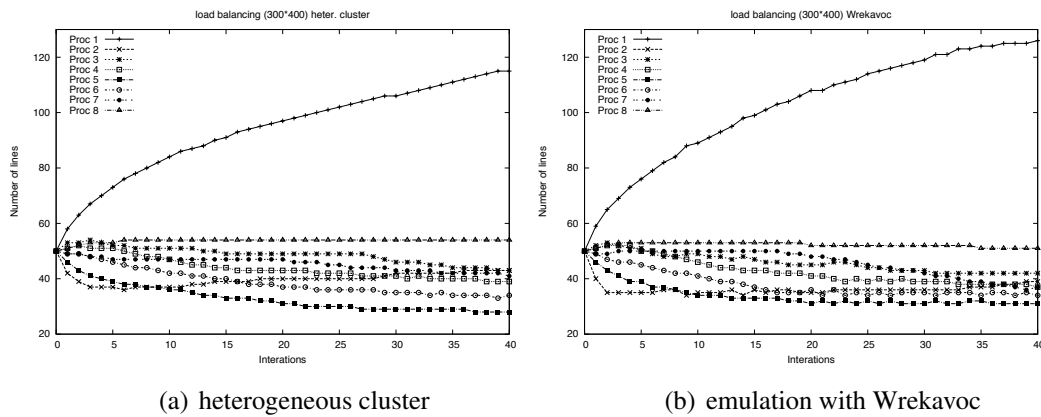 load balancing (300*400) heter. cluster
Number of lines
120
100
80
60
40
20
Proc 1
Proc 2
Proc 3
Proc 4
Proc 5
Proc 6
Proc 7
Proc 8
0 5 10 15 20 25 30 35 40
Interations
(a) heterogeneous cluster
load balancing (300*400) Wrekavoc
Number of lines
120
100
80
60
40
20
Proc 1
Proc 2
Proc 3
Proc 4
Proc 5
Proc 6
Proc 7
Proc 8
0 5 10 15 20 25 30 35 40
Interations
(b) emulation with Wrekavoc